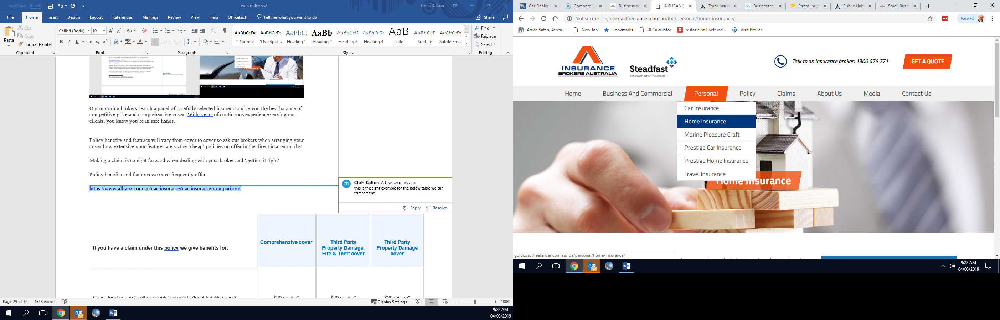 AutoSave Off
web redev vs2
Chris Dalton
File Home Insert Design Layout References Mailings Review View Help Officetech Tell me what you want to do Share
Paste
Cut
Copy
Format Painter
Calibri (Body) 10
Clipboard Font Paragraph Styles Editing
AaBbCcDc AaBbCcDc AaBbCc AaBb AaBbCcD AaBbCcDc AaB AaBbCcD AaBbCcDc
¶ Normal ¶ No Spac... Heading 1 Heading 2 Heading 3 Heading 4 Title Subtitle Subtle Em...
Find
Replace
Select
Our motoring brokers search a panel of carefully selected insurers to give you the best balance of
competitive price and comprehensive cover. With years of continuous experience serving our
clients, you know you're in safe hands.
Policy benefits and features will vary from cover to cover so ask our brokers when arranging your
cover how extensive your features are vs the ‘cheap’ policies on offer in the direct insurer market.
Making a claim is straight forward when dealing with your broker and ‘getting it right’
Policy benefits and features we most frequently offer-
https://www.allianz.com.au/car-insurance/car-insurance-comparison/
CD Chris Dalton A few seconds ago
this is the sight example for the below table we can
trim/amend
Reply Resolve
If you have a claim under this policy we give benefits for:
Comprehensive cover
Third Party
Property Damage,
Fire & Theft cover
Third Party
Property Damage
cover
Cover for damage to other people's property (legal liability cover)
$20 million* $20 million* $20 million*
Page 29 of 32 4648 words
Display Settings
100%
9:22 AM
04/03/2019
Car Dealer Compare Li Business an INSURANCE Truck Insura Businesses Strata Insur Public Liabil Small Busin
Not secure | goldcoastfreelancer.com.au/iba/personal/home-insurance/
Paused
Africa Safari, Africa ... New Tab Bookmarks BI Calculator historic hail belt ind... Visit Broker
INSURANCE
BROKERS AUSTRALIA
Steadfast
STRENGTH WHEN YOU NEED IT
Talk to an insurance broker: 1300 674 771
GET A QUOTE
Home Business And Commercial Personal Policy Claims About Us Media Contact Us
Car Insurance
Home Insurance
Marine Pleasure Craft
Prestige Car Insurance
Prestige Home Insurance
Travel Insurance
Home Insurance
goldcoastfreelancer.com.au/iba/personal/home-insurance/
9:22 AM
04/03/2019